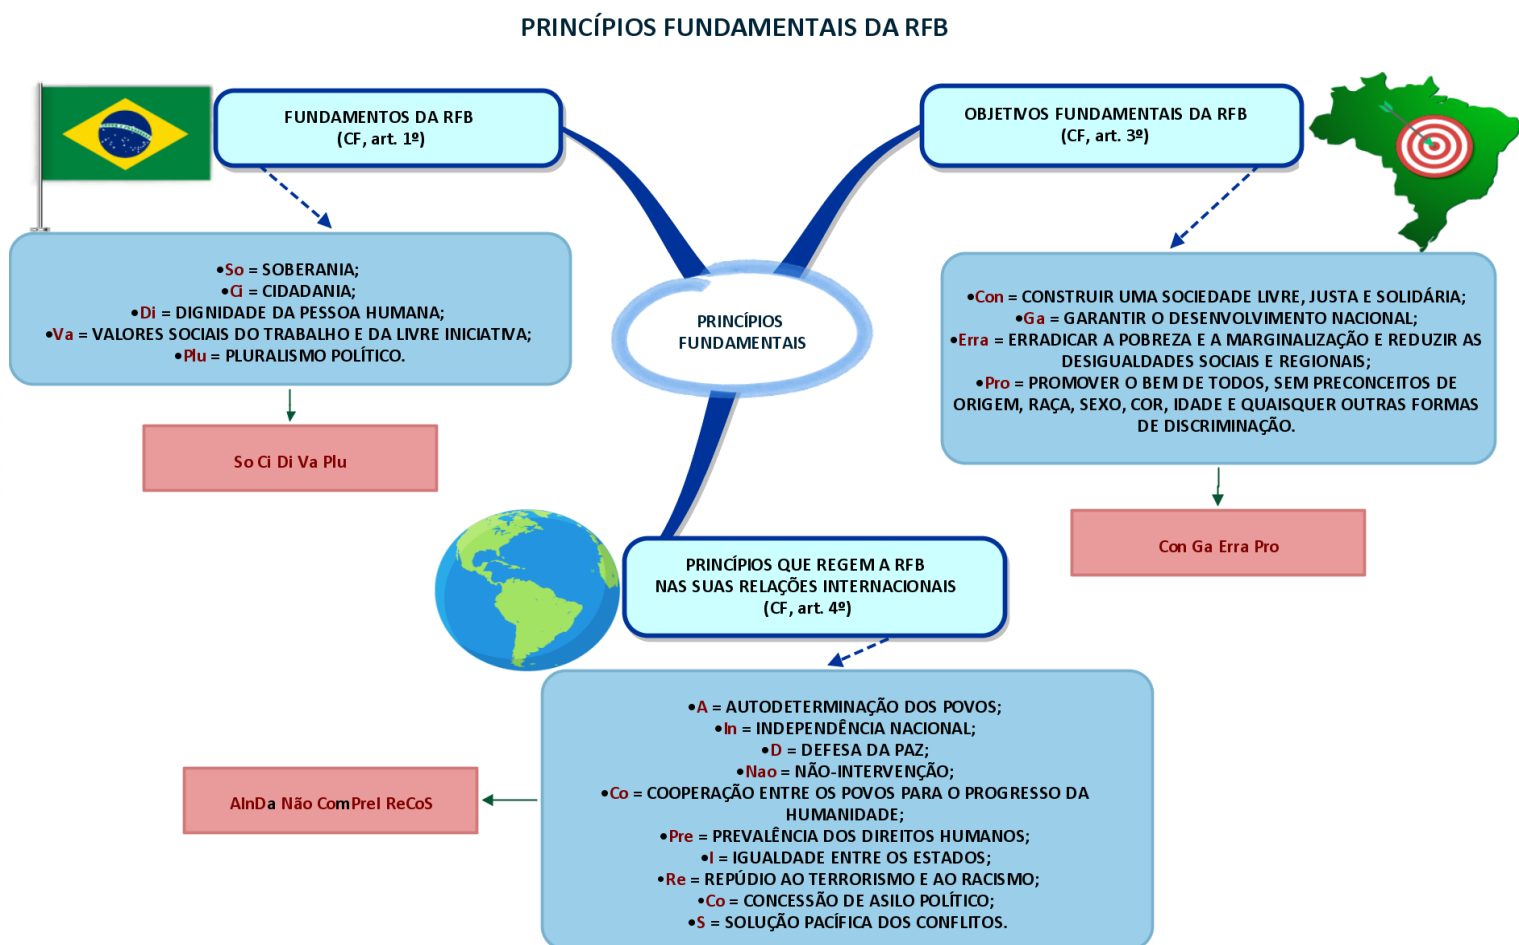 PRINCÍPIOS FUNDAMENTAIS DA RFB
FUNDAMENTOS DA RFB
(CF, art. 1º)
•So = SOBERANIA;
•Ci = CIDADANIA;
•Di = DIGNIDADE DA PESSOA HUMANA;
•Va = VALORES SOCIAIS DO TRABALHO E DA LIVRE INICIATIVA;
•Plu = PLURALISMO POLÍTICO.
So Ci Di Va Plu
OBJETIVOS FUNDAMENTAIS DA RFB
(CF, art. 3º)
•Con = CONSTRUIR UMA SOCIEDADE LIVRE, JUSTA E SOLIDÁRIA;
•Ga = GARANTIR O DESENVOLVIMENTO NACIONAL;
•Erra = ERRADICAR A POBREZA E A MARGINALIZAÇÃO E REDUZIR AS
DESIGUALDADES SOCIAIS E REGIONAIS;
•Pro = PROMOVER O BEM DE TODOS, SEM PRECONCEITOS DE
ORIGEM, RAÇA, SEXO, COR, IDADE E QUAISQUER OUTRAS FORMAS
DE DISCRIMINAÇÃO.
Con Ga Erra Pro
PRINCÍPIOS
FUNDAMENTAIS
PRINCÍPIOS QUE REGEM A RFB
NAS SUAS RELAÇÕES INTERNACIONAIS
(CF, art. 4º)
•A = AUTODETERMINAÇÃO DOS POVOS;
•In = INDEPENDÊNCIA NACIONAL;
•D = DEFESA DA PAZ;
•Nao = NÃO-INTERVENÇÃO;
•Co = COOPERAÇÃO ENTRE OS POVOS PARA O PROGRESSO DA
HUMANIDADE;
•Pre = PREVALÊNCIA DOS DIREITOS HUMANOS;
•I = IGUALDADE ENTRE OS ESTADOS;
•Re = REPÚDIO AO TERRORISMO E AO RACISMO;
•Co = CONCESSÃO DE ASILO POLÍTICO;
•S = SOLUÇÃO PACÍFICA DOS CONFLITOS.
AInDa Não ComPreI ReCoS